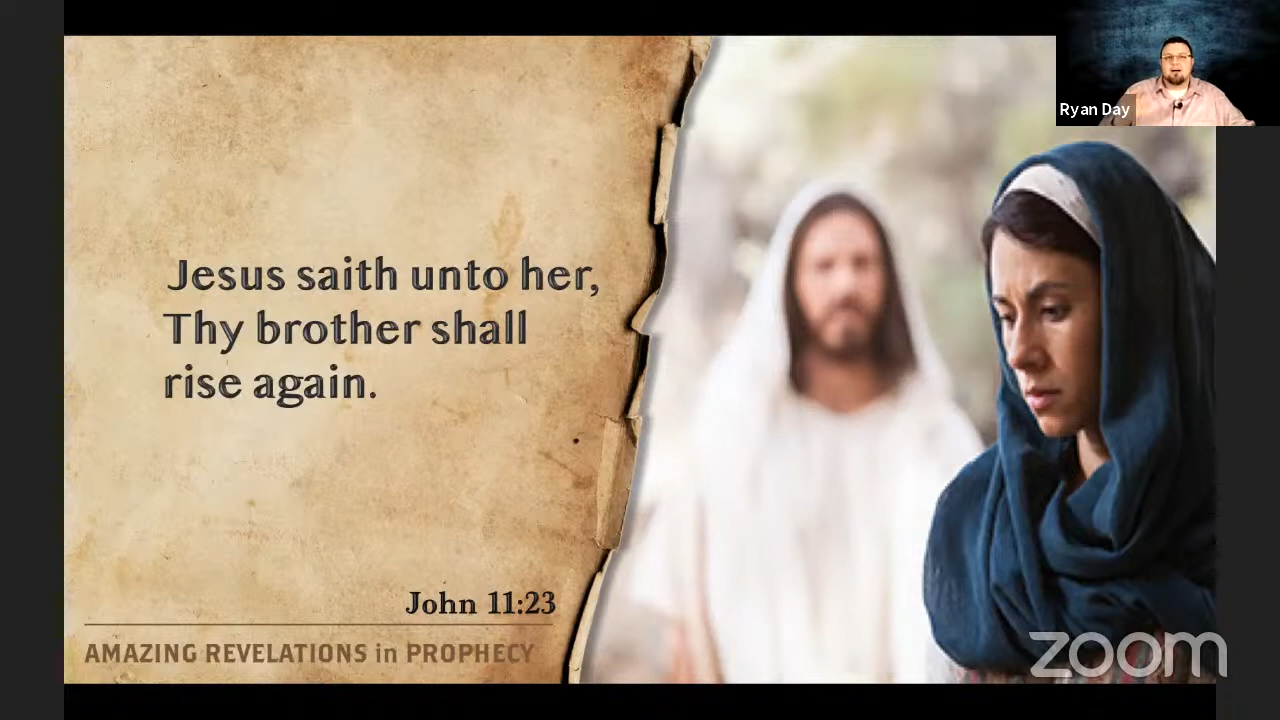 Ryan Day
Jesus saith unto her,
Thy brother shall
rise again.
John 11:23
AMAZING REVELATIONS in PROPHECY
zoom